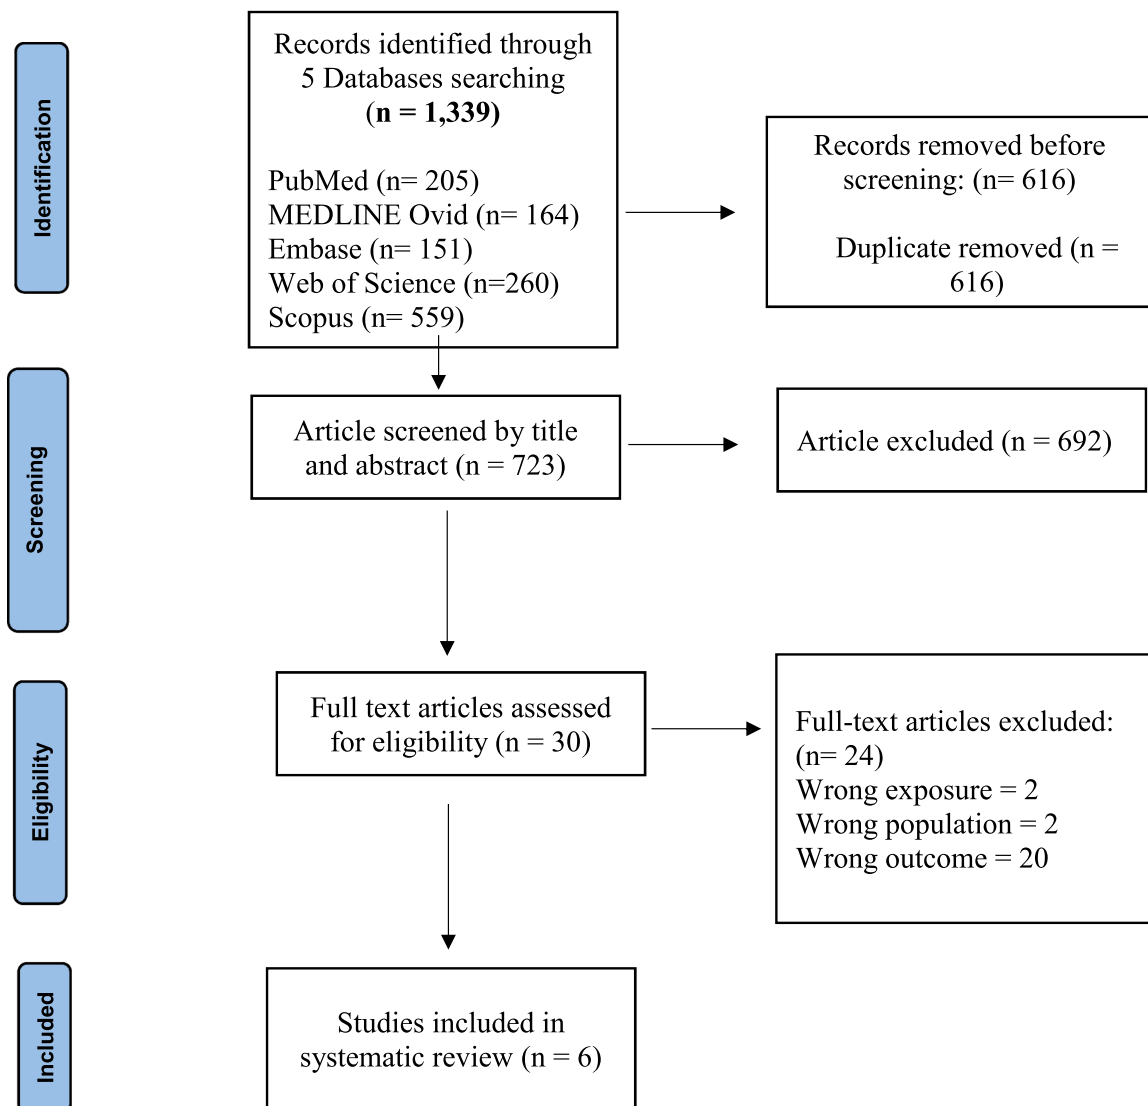 Identification
Records identified through
5 Databases searching
(n = 1,339)
PubMed (n= 205)
MEDLINE Ovid (n= 164)
Embase (n= 151)
Web of Science (n=260)
Scopus (n= 559)
Records removed before
screening: (n= 616)
Duplicate removed (n =
616)
Screening
Article screened by title
and abstract (n = 723)
Article excluded (n = 692)
Eligibility
Full text articles assessed
for eligibility (n = 30)
Full-text articles excluded:
(n= 24)
Wrong exposure = 2
Wrong population = 2
Wrong outcome = 20
Included
Studies included in
systematic review (n = 6)